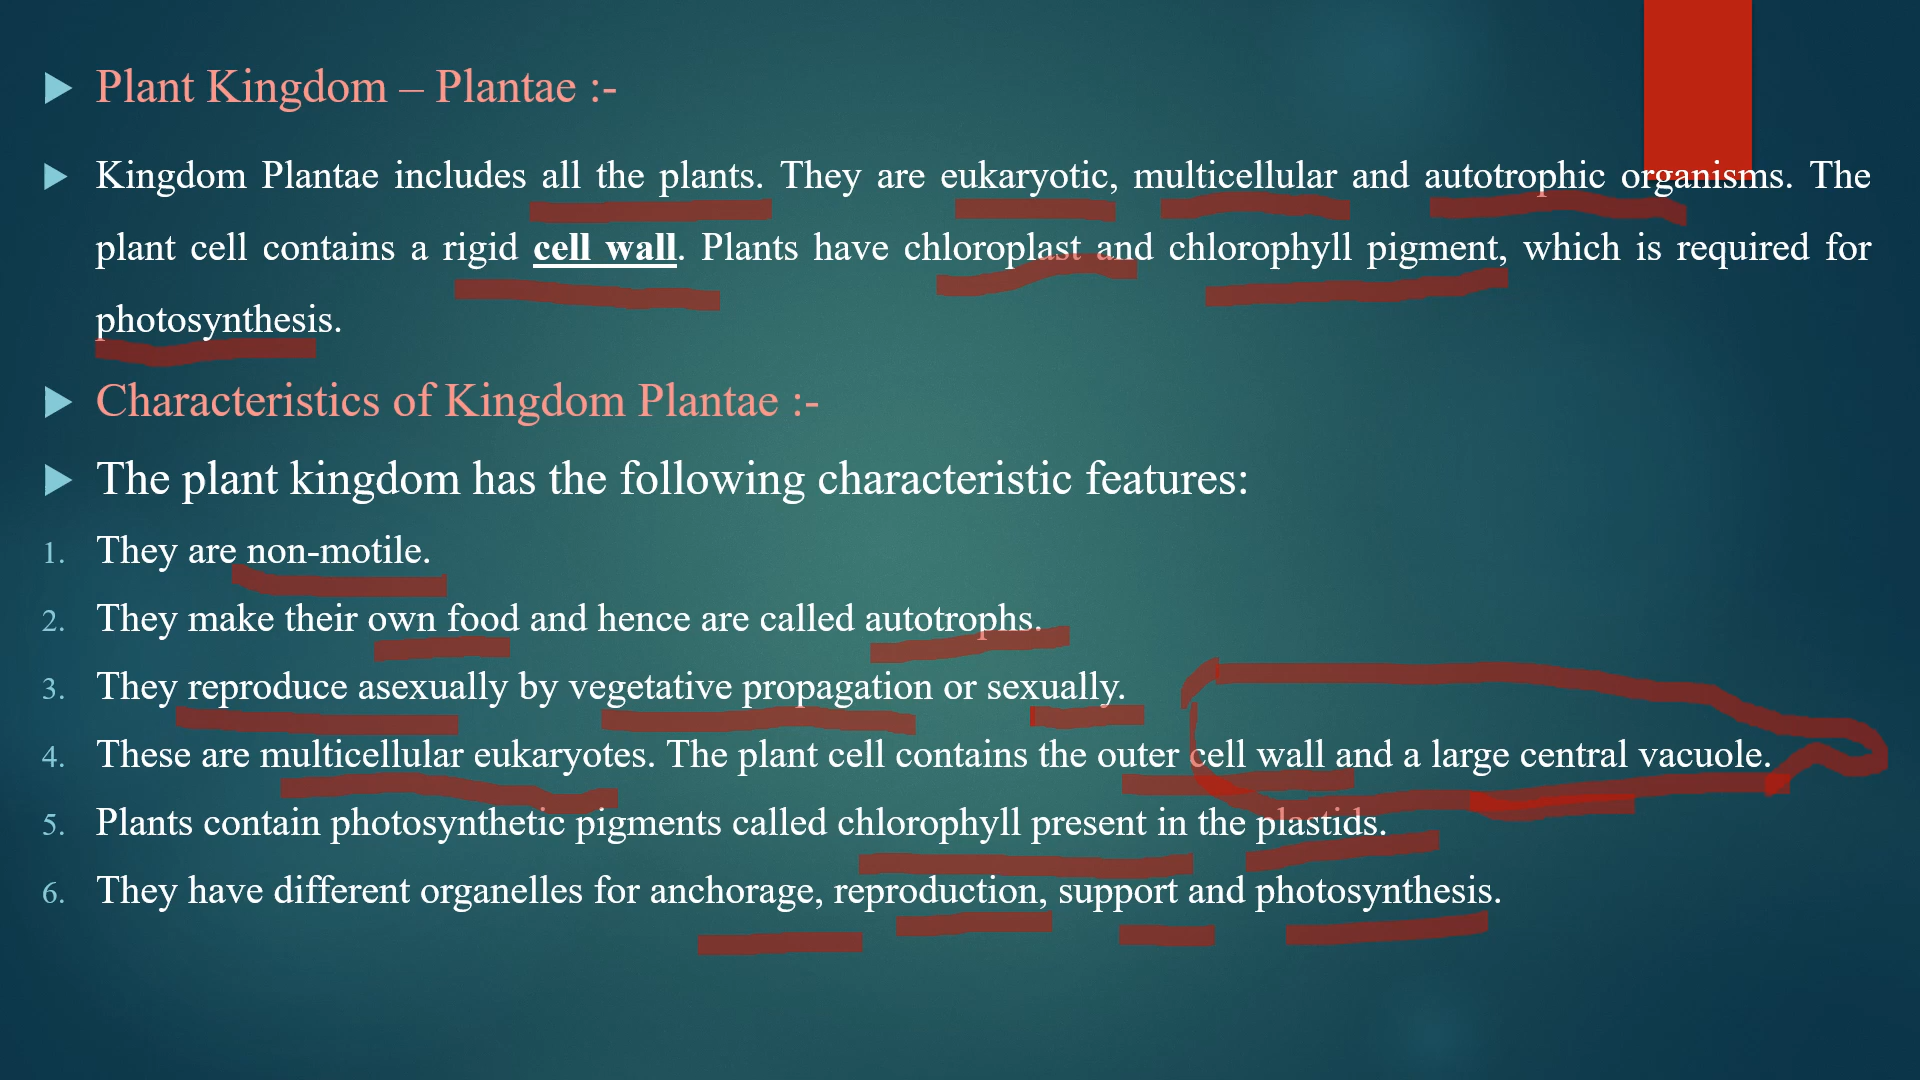 Plant Kingdom – Plantae :-
Kingdom Plantae includes all the plants. They are eukaryotic, multicellular and autotrophic organisms. The
plant cell contains a rigid cell wall. Plants have chloroplast and chlorophyll pigment, which is required for
photosynthesis.
Characteristics of Kingdom Plantae :-
The plant kingdom has the following characteristic features:
1. They are non-motile.
2. They make their own food and hence are called autotrophs.
3. They reproduce asexually by vegetative propagation or sexually.
4. These are multicellular eukaryotes. The plant cell contains the outer cell wall and a large central vacuole.
5. Plants contain photosynthetic pigments called chlorophyll present in the plastids.
6. They have different organelles for anchorage, reproduction, support and photosynthesis.